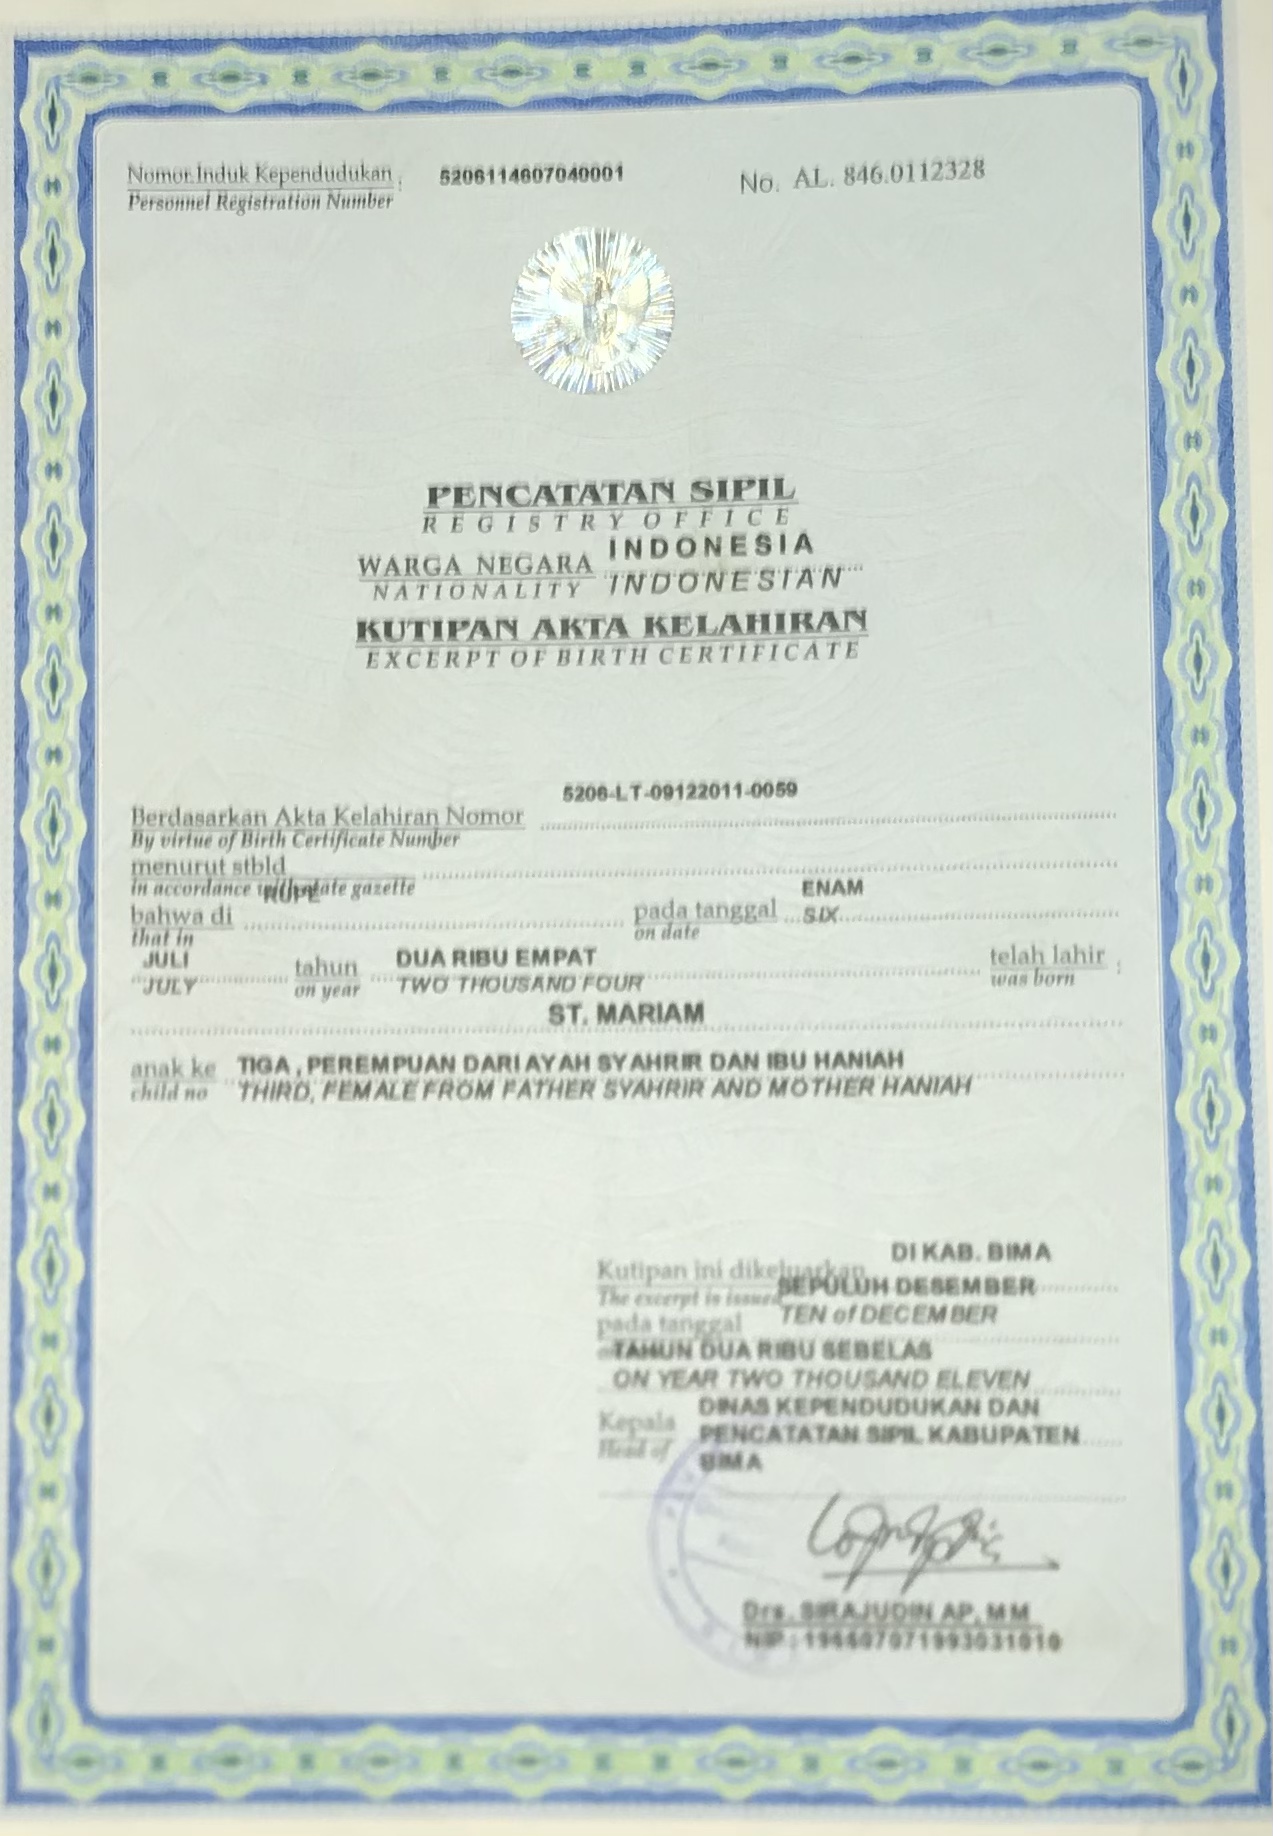 Nomor Induk Kependudukan : 5206114607040001 No. AL. 846.0112328
Personnel Registration Number
PENCATATAN SIPIL
REGISTRY OFFICE
WARGA NEGARA INDONESIA
NATIONALITY INDONESIAN
KUTIPAN AKTA KELAHIRAN
EXCERPT OF BIRTH CERTIFICATE
5206-LT-09122011-0059
Berdasarkan Akta Kelahiran Nomor
By virtue of Birth Certificate Number
menurut stbld
in accordance with state gazette
RUPE ENAM
bahwa di pada tanggal SIX
that in on date
JULI tahun DUA RIBU EMPAT telah lahir :
JULY on year TWO THOUSAND FOUR was born
ST. MARIAM
anak ke TIGA, PEREMPUAN DARI AYAH SYAHRIR DAN IBU HANIAH
child no THIRD, FEMALE FROM FATHER SYAHRIR AND MOTHER HANIAH
DI KAB. BIMA
Kutipan ini dikeluarkan
SEPULUH DESEMBER
The excerpt is issued
pada tanggal TEN of DECEMBER
TAHUN DUA RIBU SEBELAS
ON YEAR TWO THOUSAND ELEVEN
DINAS KEPENDUDUKAN DAN
Kepala PENCATATAN SIPIL KABUPATEN
Head of BIMA
Drs. SIRAJUDIN AP, MM
NIP :